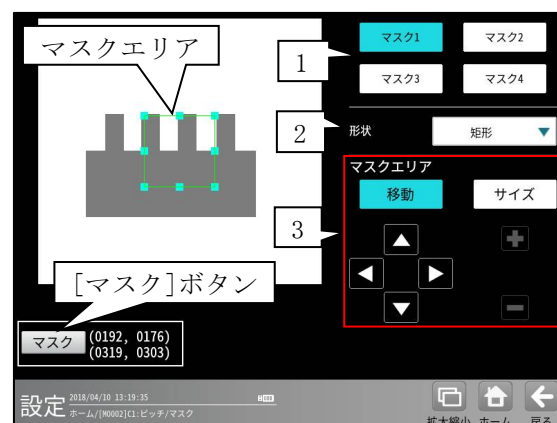 マスクエリア
1
マスク1
マスク2
マスク3
マスク4
2
形状
矩形
マスクエリア
移動
サイズ
3
[マスク]ボタン
マスク
(0192, 0176)
(0319, 0303)
設定
2018/04/10 13:19:35
ホーム/[M0002]C1:ピッチ/マスク
拡大縮小
ホーム
戻る